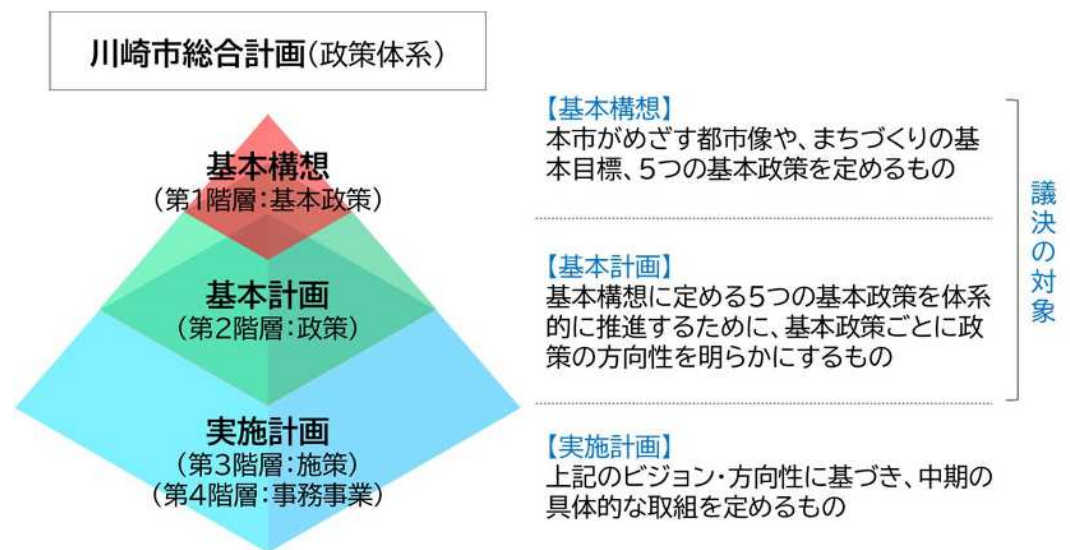 川崎市総合計画(政策体系)
基本構想
(第1階層:基本政策)
基本計画
(第2階層:政策)
実施計画
(第3階層:施策)
(第4階層:事務事業)
【基本構想】
本市がめざす都市像や、まちづくりの基
本目標、5つの基本政策を定めるもの
【基本計画】
基本構想に定める5つの基本政策を体系
的に推進するために、基本政策ごとに政
策の方向性を明らかにするもの
【実施計画】
上記のビジョン・方向性に基づき、中期の
具体的な取組を定めるもの
議決の対象